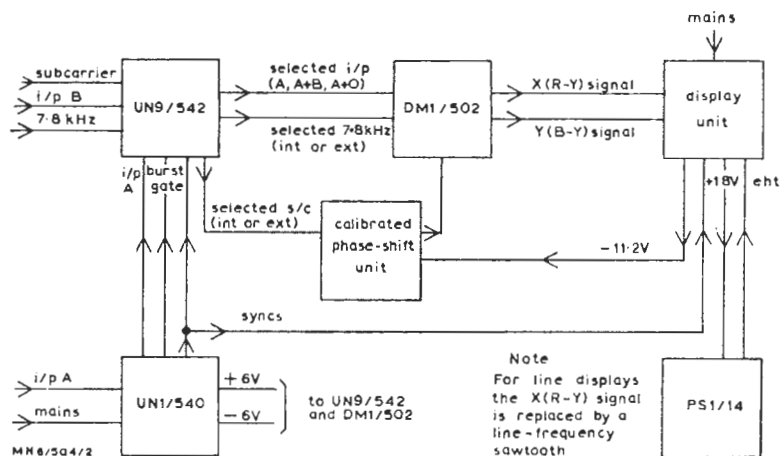 mains
subcarrier
i/p B
7·8 kHz
UN9/542
selected i/p
(A, A+B, A+O)
selected 7·8kHz
(int or ext)
DM1/502
X(R-Y) signal
Y(B-Y) signal
display
unit
i/p
A
burst
gate
selected s/c
(int or ext)
calibrated
phase-shift
unit
+18V
eht
-11·2V
syncs
i/p A
mains
UN1/540
+6V
-6V
to UN9/542
and DM1/502
Note
For line displays
the X(R-Y) signal
is replaced by a
line-frequency
sawtooth
PS1/14
MN6/5Q4/2